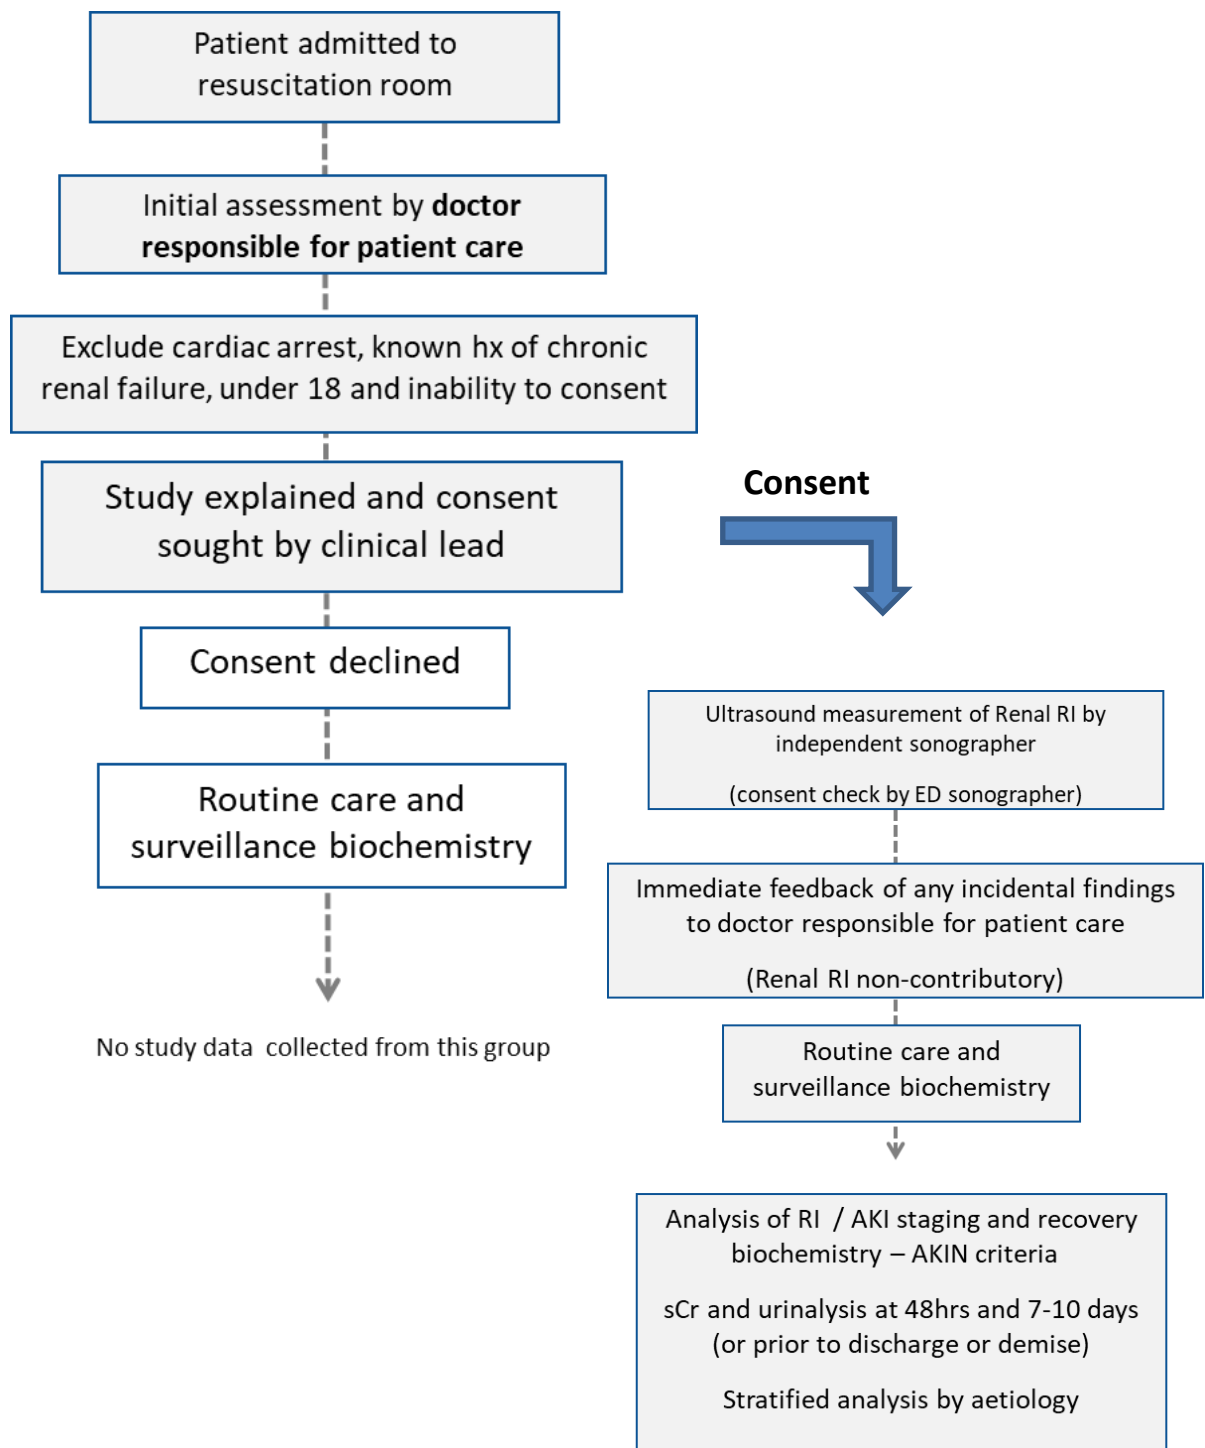 Patient admitted to
resuscitation room
Initial assessment by doctor
responsible for patient care
Exclude cardiac arrest, known hx of chronic
renal failure, under 18 and inability to consent
Study explained and consent
sought by clinical lead
Consent declined
Routine care and
surveillance biochemistry
No study data collected from this group
Consent
Ultrasound measurement of Renal RI by
independent sonographer
(consent check by ED sonographer)
Immediate feedback of any incidental findings
to doctor responsible for patient care
(Renal RI non-contributory)
Routine care and
surveillance biochemistry
Analysis of RI / AKI staging and recovery
biochemistry – AKIN criteria
sCr and urinalysis at 48hrs and 7-10 days
(or prior to discharge or demise)
Stratified analysis by aetiology